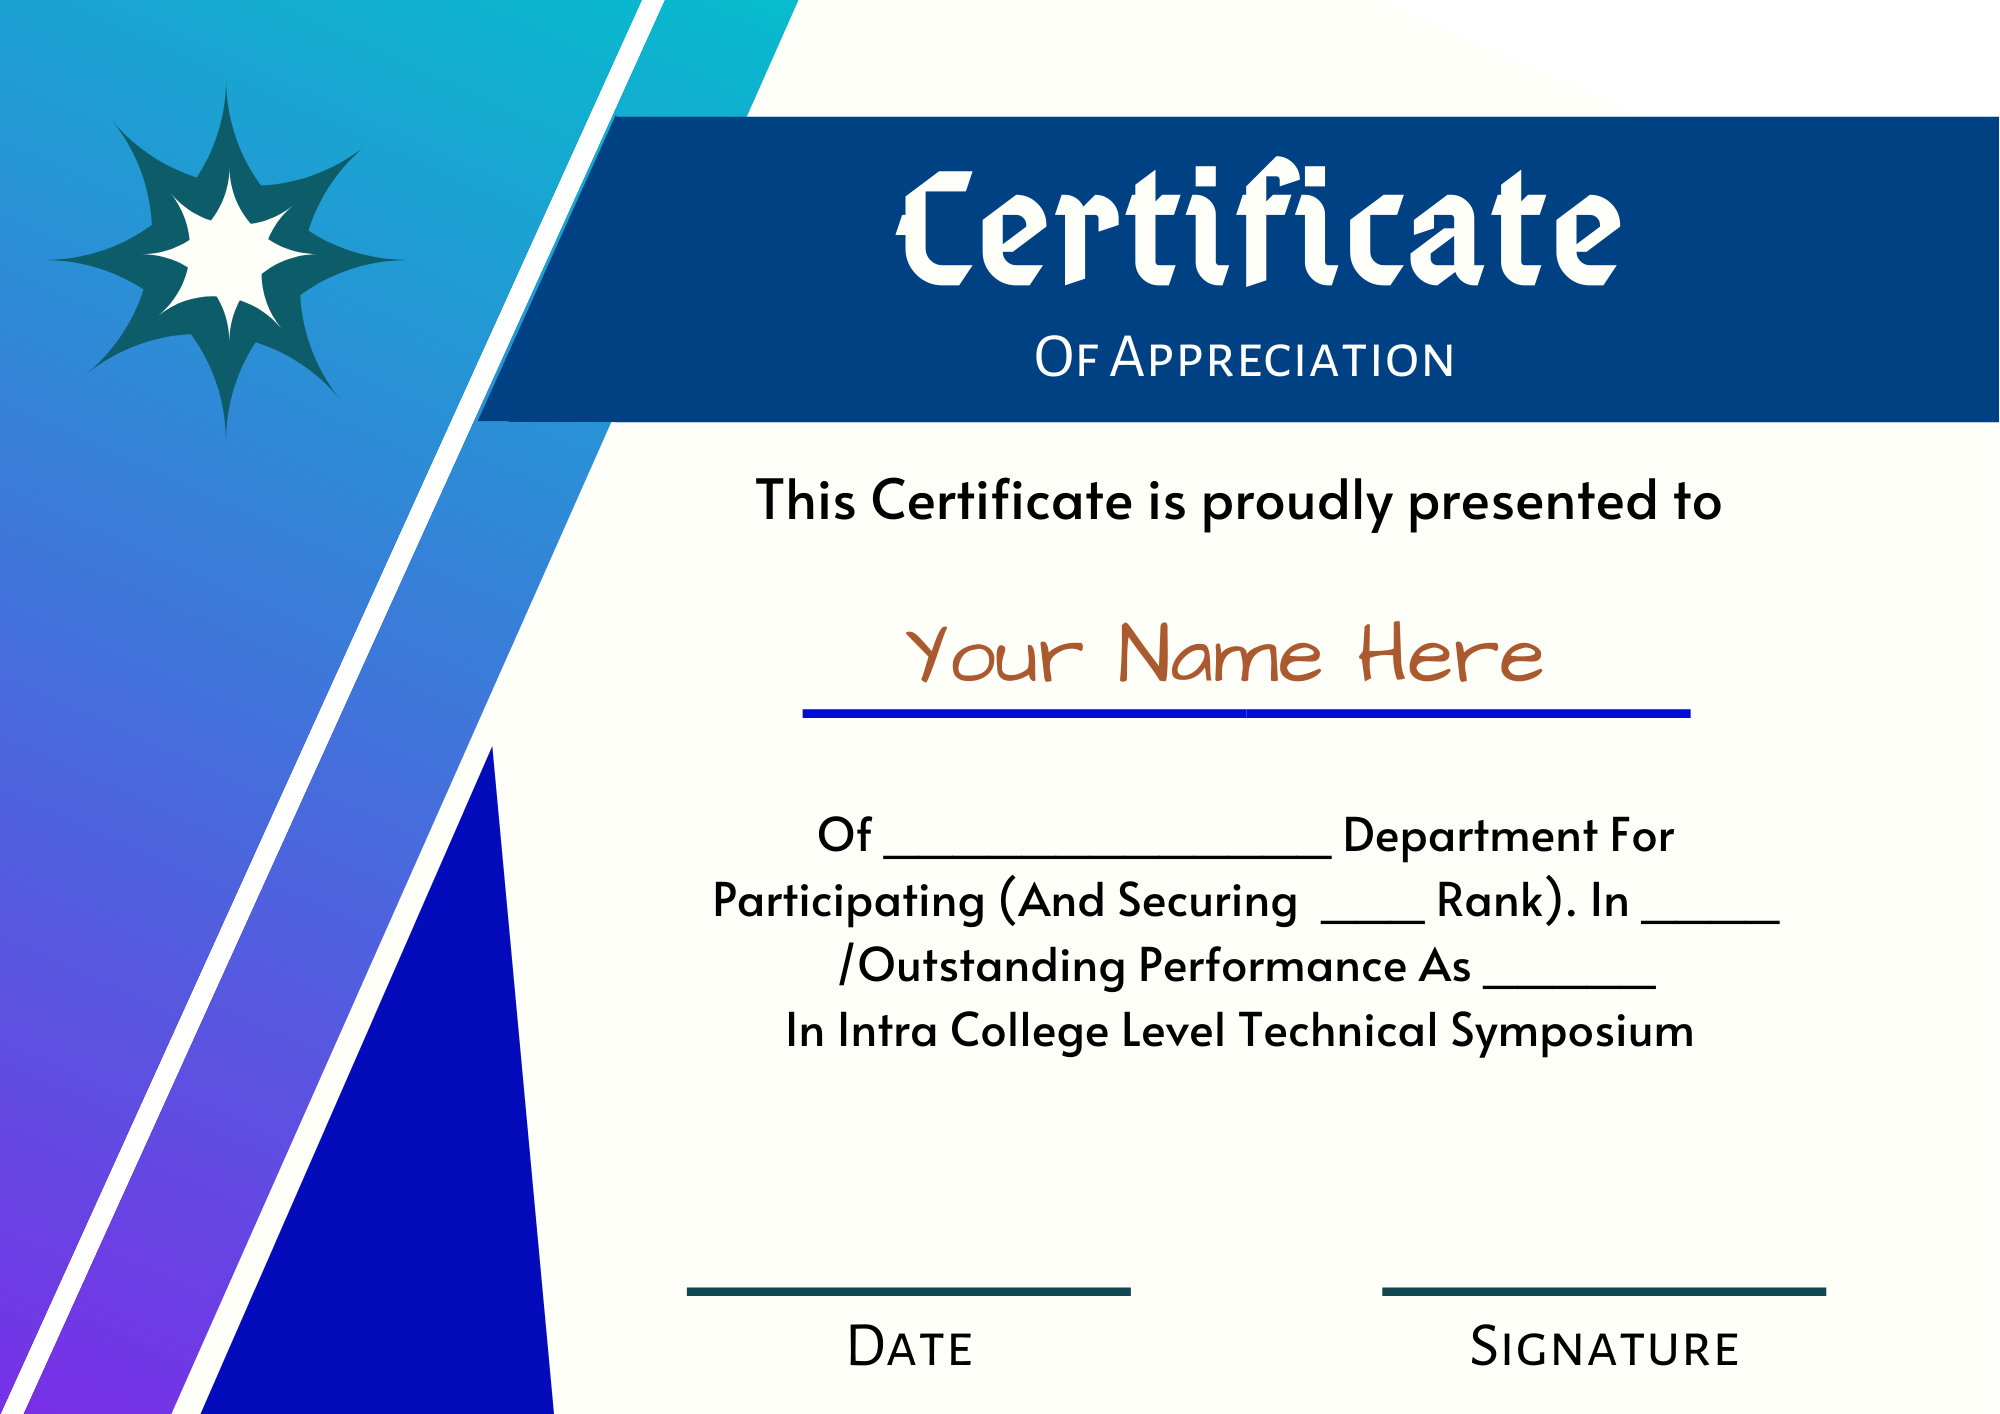 Certificate
Of Appreciation
This Certificate is proudly presented to
Your Name Here
Of ____________________ Department For
Participating (And Securing ____ Rank). In ______
/Outstanding Performance As _______
In Intra College Level Technical Symposium
Date
Signature